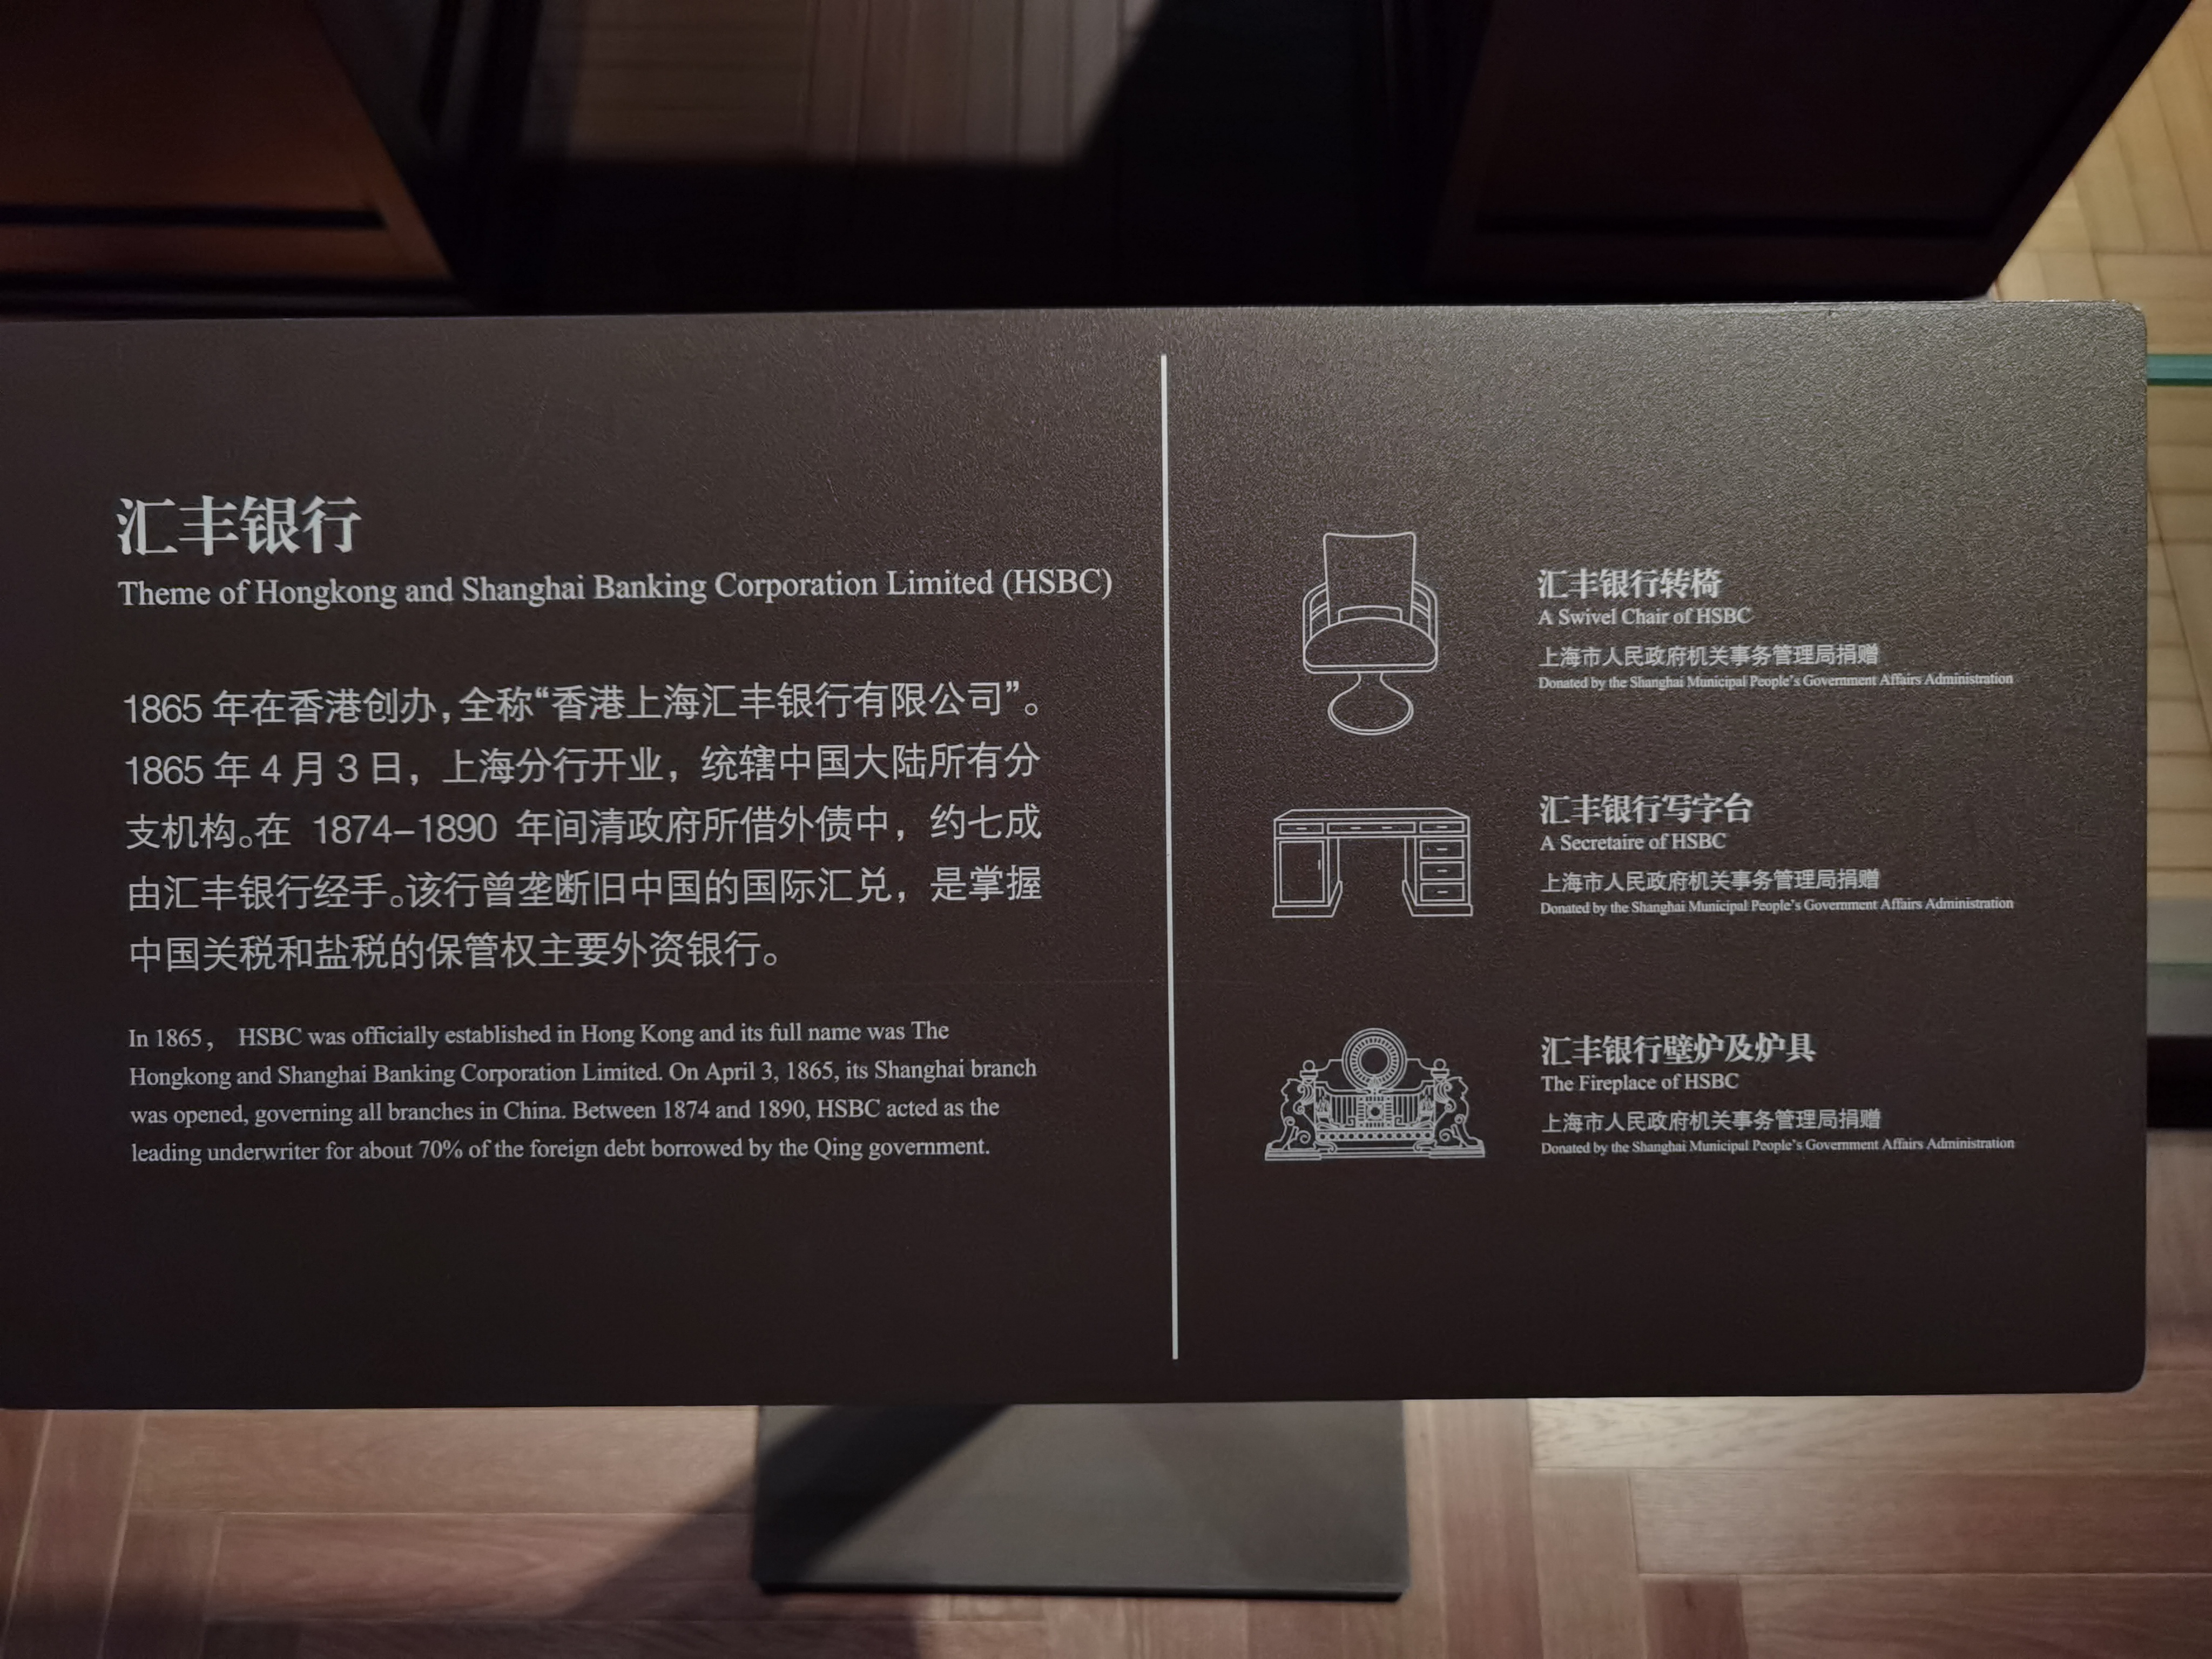 汇丰银行
Theme of Hongkong and Shanghai Banking Corporation Limited (HSBC)
1865 年在香港创办，全称“香港上海汇丰银行有限公司”。
1865 年 4 月 3 日，上海分行开业，统辖中国大陆所有分
支机构。在 1874–1890 年间清政府所借外债中，约七成
由汇丰银行经手。该行曾垄断旧中国的国际汇兑，是掌握
中国关税和盐税的保管权主要外资银行。
In 1865， HSBC was officially established in Hong Kong and its full name was The
Hongkong and Shanghai Banking Corporation Limited. On April 3, 1865, its Shanghai branch
was opened, governing all branches in China. Between 1874 and 1890, HSBC acted as the
leading underwriter for about 70% of the foreign debt borrowed by the Qing government.
汇丰银行转椅
A Swivel Chair of HSBC
上海市人民政府机关事务管理局捐赠
Donated by the Shanghai Municipal People's Government Affairs Administration
汇丰银行写字台
A Secretaire of HSBC
上海市人民政府机关事务管理局捐赠
Donated by the Shanghai Municipal People's Government Affairs Administration
汇丰银行壁炉及炉具
The Fireplace of HSBC
上海市人民政府机关事务管理局捐赠
Donated by the Shanghai Municipal People's Government Affairs Administration